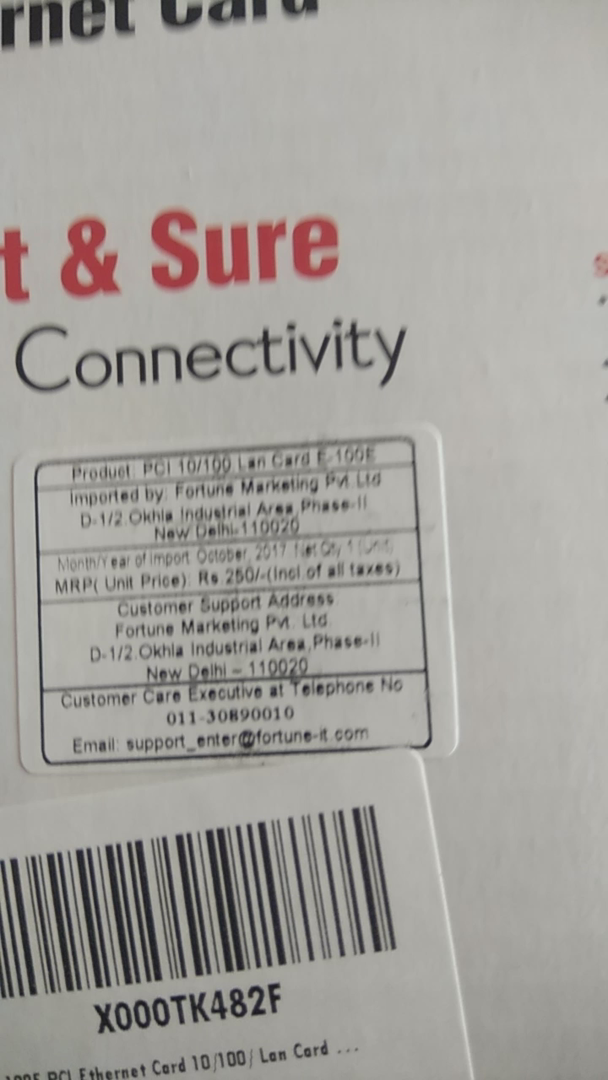 rnet Card
t & Sure
Connectivity
Product: PCI 10/100 Lan Card E-100E
Imported by: Fortune Marketing Pvt Ltd
D-1/2.Okhla Industrial Area,Phase-II
New Delhi-110020
Month/Year of Import October, 2017 Net Qty 1 (Unit)
MRP( Unit Price): Rs 250/-(Incl.of all taxes)
Customer Support Address
Fortune Marketing Pvt. Ltd.
D-1/2.Okhla Industrial Area,Phase-II
New Delhi – 110020
Customer Care Executive at Telephone No
011-30890010
Email: support_enter@fortune-it.com
X000TK482F
PCI Ethernet Card 10/100/ Lan Card ...